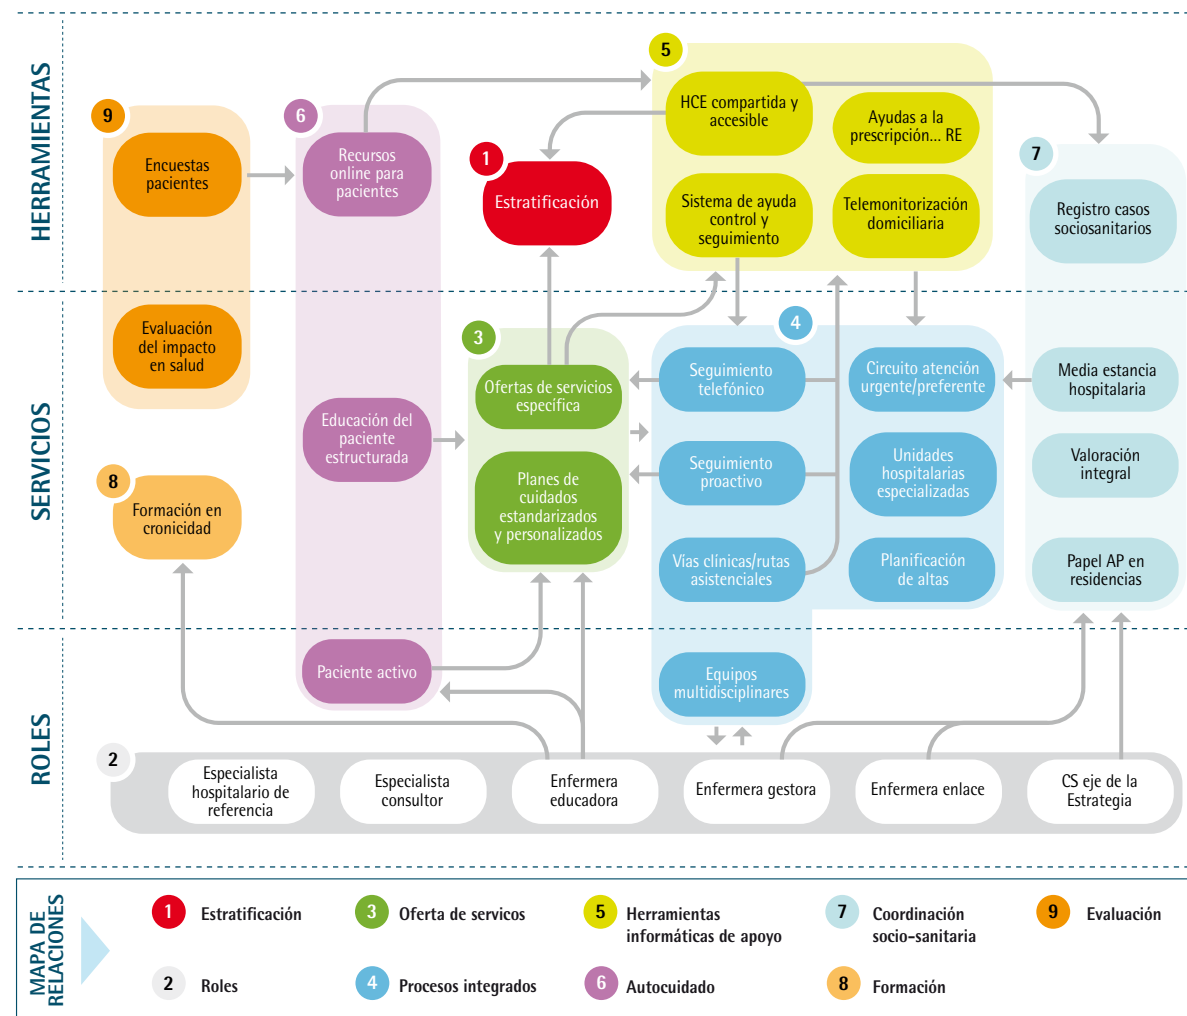 HERRAMIENTAS
9
Encuestas
pacientes
6
Recursos
online para
pacientes
1
Estratificación
5
HCE compartida y
accesible
Ayudas a la
prescripción... RE
Sistema de ayuda
control y
seguimiento
Telemonitorización
domiciliaria
7
Registro casos
sociosanitarios
SERVICIOS
Evaluación
del impacto
en salud
8
Formación en
cronicidad
Educación del
paciente
estructurada
3
Ofertas de servicios
específica
Planes de
cuidados
estandarizados
y personalizados
4
Seguimiento
telefónico
Circuito atención
urgente/preferente
Seguimiento
proactivo
Unidades
hospitalarias
especializadas
Vías clínicas/rutas
asistenciales
Planificación
de altas
Media estancia
hospitalaria
Valoración
integral
Papel AP en
residencias
ROLES
Paciente activo
Equipos
multidisciplinares
2
Especialista
hospitalario de
referencia
Especialista
consultor
Enfermera
educadora
Enfermera gestora
Enfermera enlace
CS eje de la
Estrategia
MAPA DE
RELACIONES
1 Estratificación
3 Oferta de servicos
5 Herramientas
informáticas de apoyo
7 Coordinación
socio-sanitaria
9 Evaluación
2 Roles
4 Procesos integrados
6 Autocuidado
8 Formación